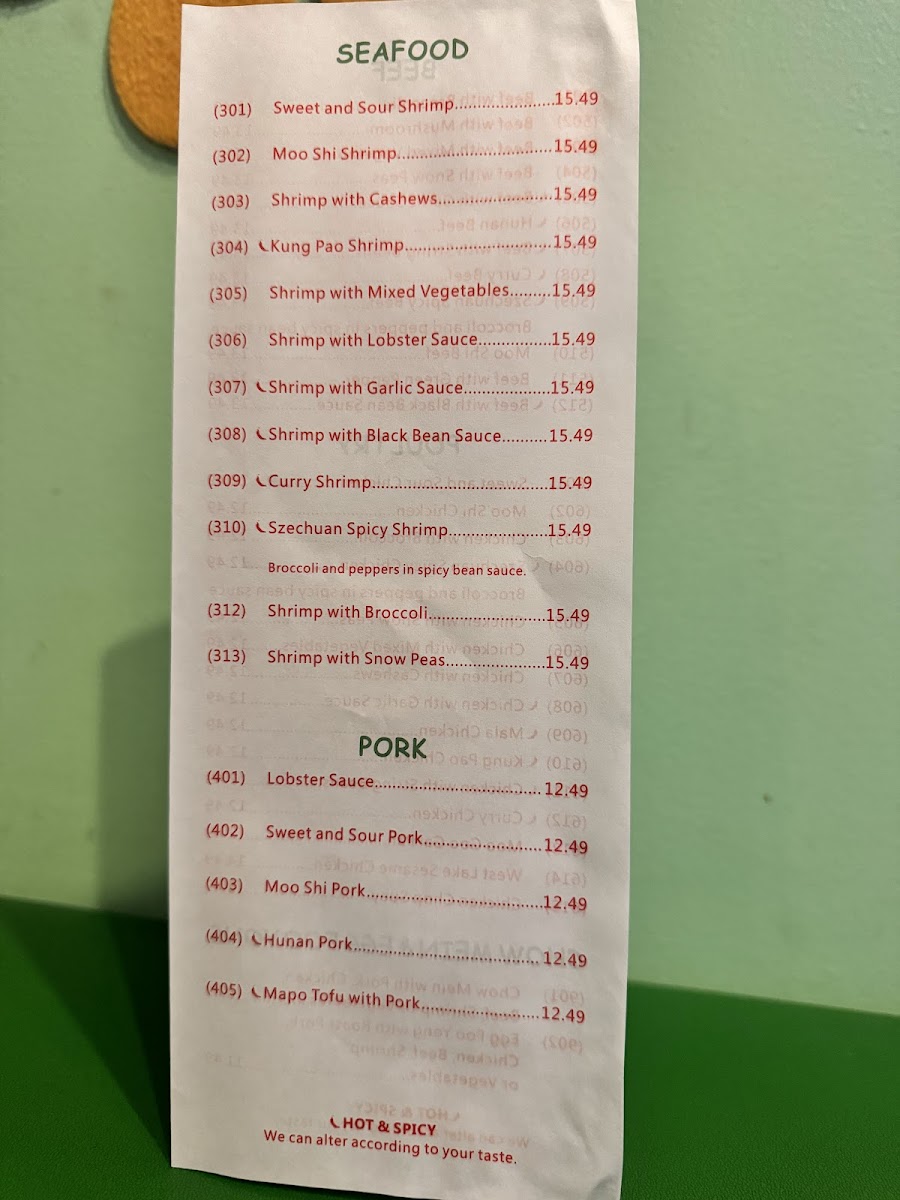 SEAFOOD
(301) Sweet and Sour Shrimp....................15.49
(302) Moo Shi Shrimp...............................15.49
(303) Shrimp with Cashews.......................15.49
(304) Kung Pao Shrimp.............................15.49
(305) Shrimp with Mixed Vegetables.........15.49
(306) Shrimp with Lobster Sauce................15.49
(307) Shrimp with Garlic Sauce..................15.49
(308) Shrimp with Black Bean Sauce..........15.49
(309) Curry Shrimp....................................15.49
(310) Szechuan Spicy Shrimp.....................15.49
Broccoli and peppers in spicy bean sauce.
(312) Shrimp with Broccoli........................15.49
(313) Shrimp with Snow Peas.....................15.49
PORK
(401) Lobster Sauce..................................12.49
(402) Sweet and Sour Pork........................12.49
(403) Moo Shi Pork...................................12.49
(404) Hunan Pork.....................................12.49
(405) Mapo Tofu with Pork........................12.49
HOT & SPICY
We can alter according to your taste.